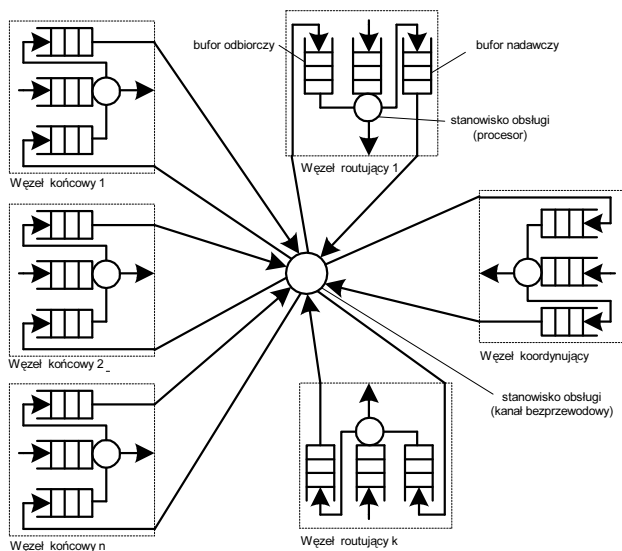 bufor odbiorczy
bufor nadawczy
stanowisko obsługi
(procesor)
Węzeł końcowy 1
Węzeł routujący 1
Węzeł końcowy 2
Węzeł koordynujący
stanowisko obsługi
(kanał bezprzewodowy)
Węzeł końcowy n
Węzeł routujący k